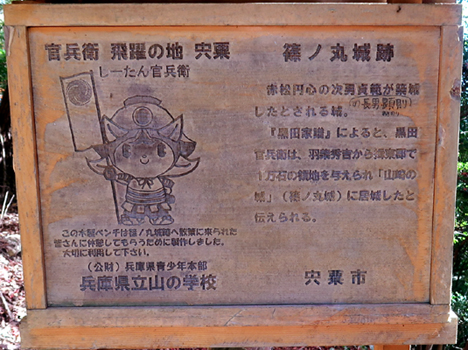 官兵衛 飛躍の地 宍粟
しーたん官兵衛
この木製ベンチは篠ノ丸城跡へ散策に来られた
皆さんに休憩してもらうために製作しました。
大切に利用して下さい。
(公財)兵庫県青少年本部
兵庫県立山の学校
篠ノ丸城跡
赤松円心の次男貞範が築城
の長男顕則
したとされる城。
『黒田家譜』によると、黒田
官兵衛は、羽柴秀吉から揖東郡で
1万石の領地を与えられ「山崎の
城」(篠ノ丸城)に居城したと
伝えられる。
宍粟市